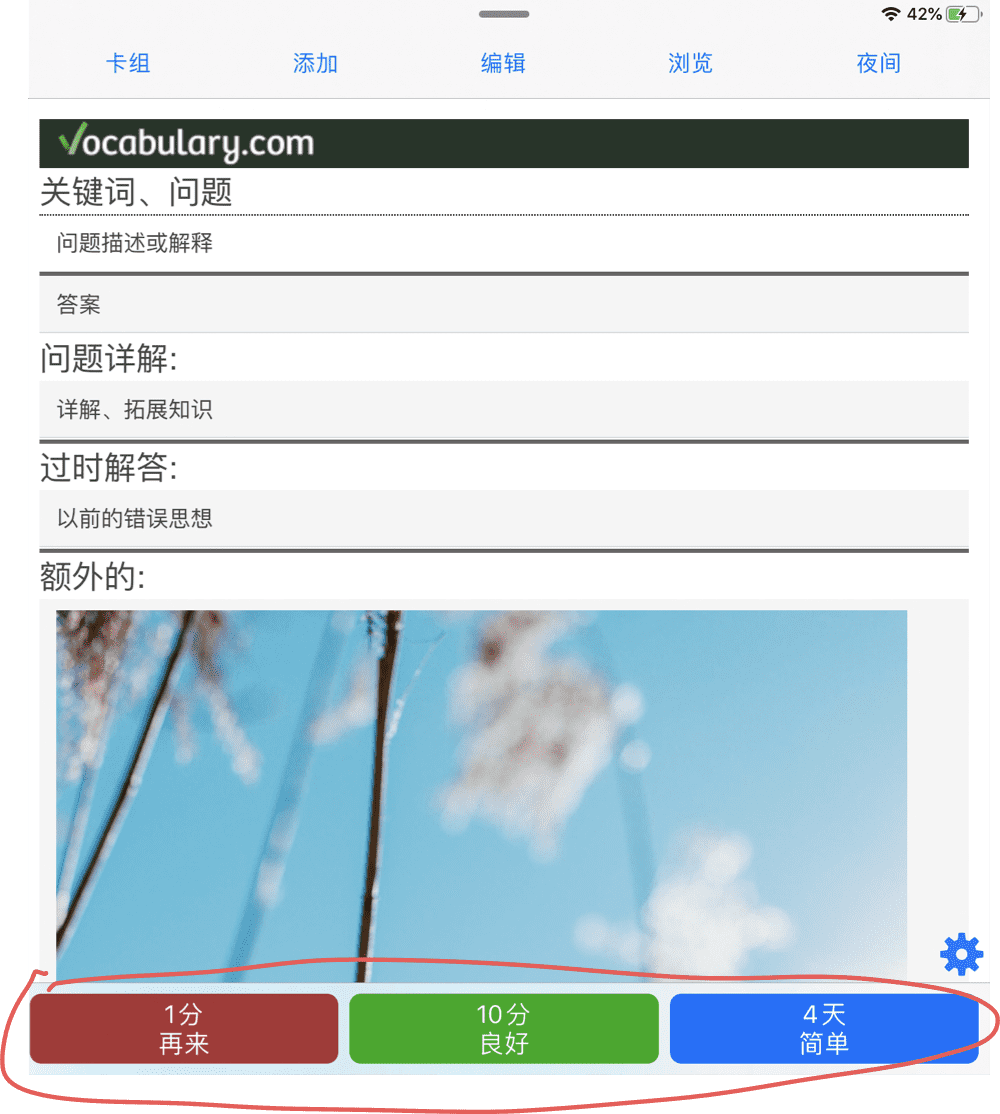 42%
卡组 添加 编辑 浏览 夜间
Vocabulary.com
关键词、问题
问题描述或解释
答案
问题详解:
详解、拓展知识
过时解答:
以前的错误思想
额外的:
1分 10分 4天
再来 良好 简单